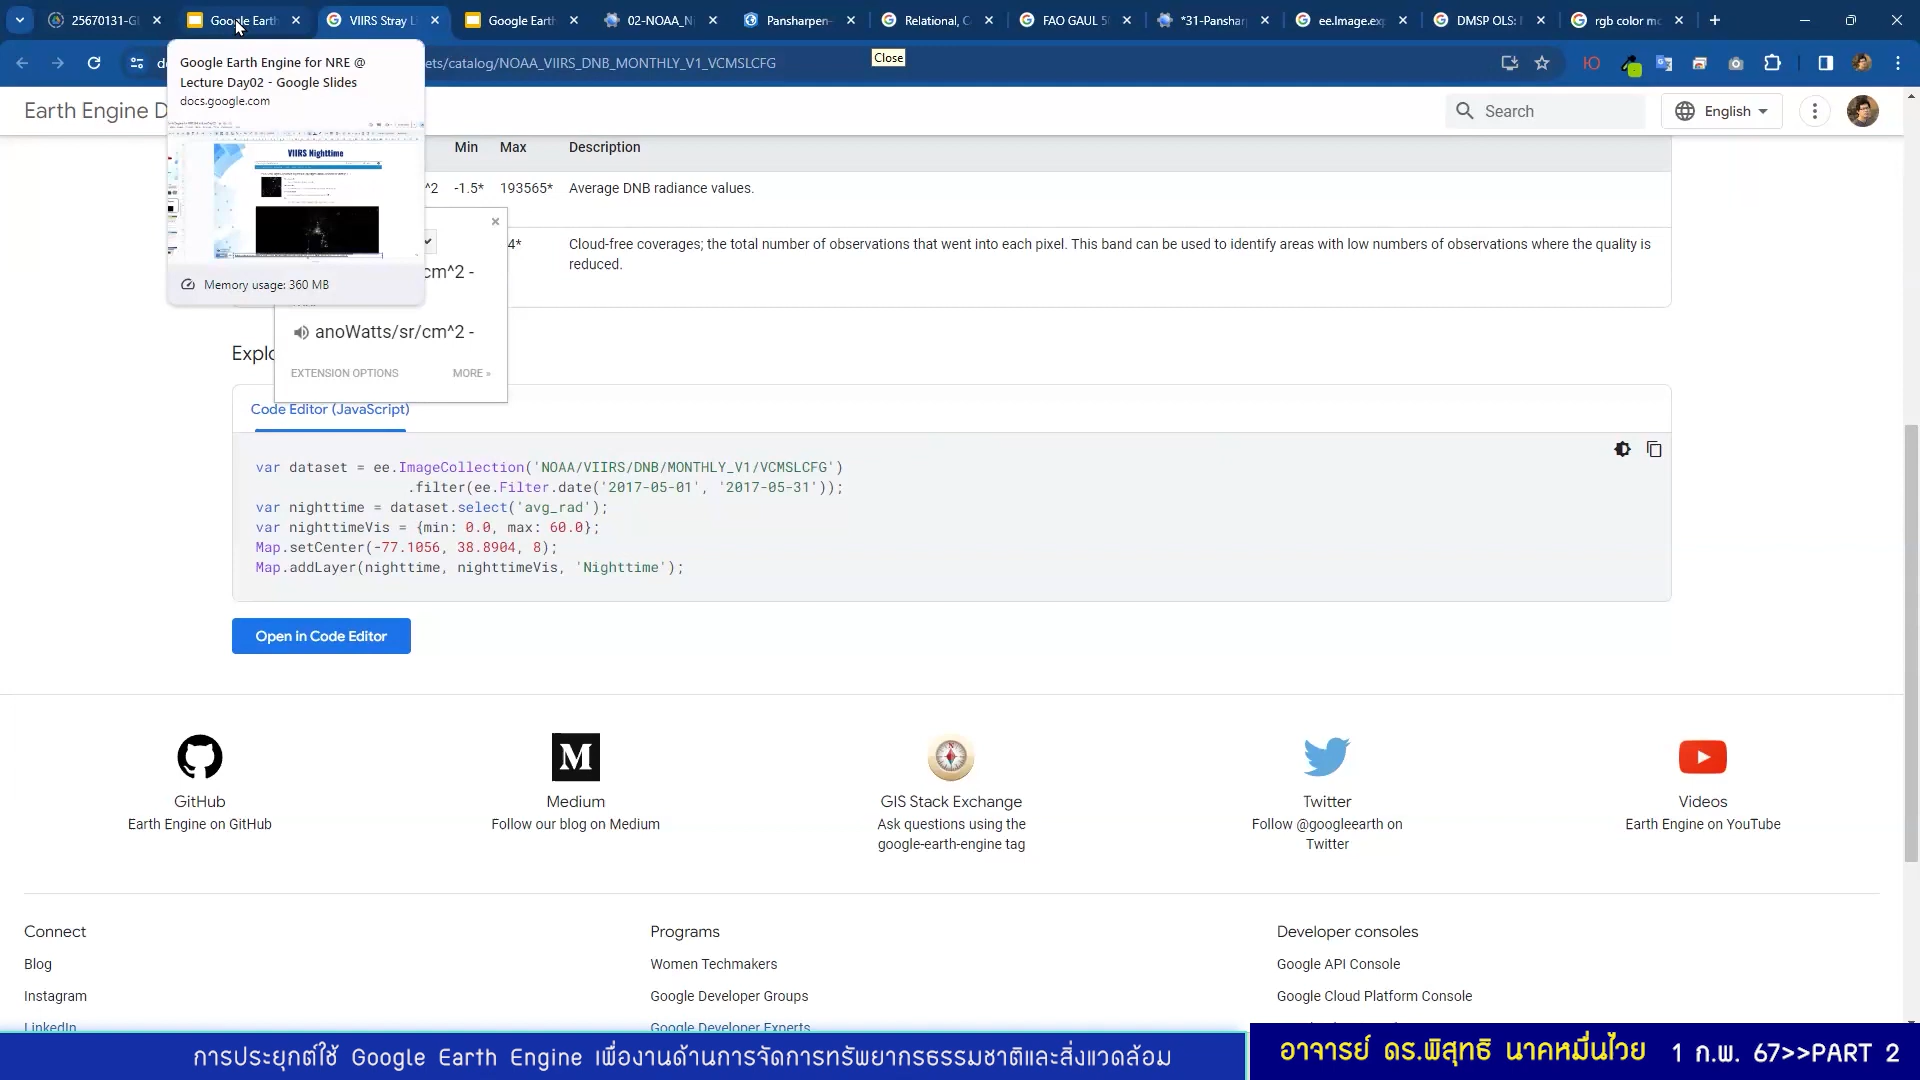 25670131-GL
Google Earth
VIIRS Stray Li
Google Earth
02-NOAA_N
Pansharpen-
Relational, C
FAO GAUL 5
*31-Panshar
ee.Image.exp
DMSP OLS:
rgb color mo
ets/catalog/NOAA_VIIRS_DNB_MONTHLY_V1_VCMSLCFG
Close
Google Earth Engine for NRE @
Lecture Day02 - Google Slides
docs.google.com
VIIRS Nighttime
Memory usage: 360 MB
Earth Engine D
Search
English
Min Max Description
^2 -1.5* 193565* Average DNB radiance values.
4* Cloud-free coverages; the total number of observations that went into each pixel. This band can be used to identify areas with low numbers of observations where the quality is
reduced.
cm^2 -
anoWatts/sr/cm^2 -
EXTENSION OPTIONS MORE »
Explo
Code Editor (JavaScript)
var dataset = ee.ImageCollection('NOAA/VIIRS/DNB/MONTHLY_V1/VCMSLCFG')
.filter(ee.Filter.date('2017-05-01', '2017-05-31'));
var nighttime = dataset.select('avg_rad');
var nighttimeVis = {min: 0.0, max: 60.0};
Map.setCenter(-77.1056, 38.8904, 8);
Map.addLayer(nighttime, nighttimeVis, 'Nighttime');
Open in Code Editor
GitHub
Earth Engine on GitHub
Medium
Follow our blog on Medium
GIS Stack Exchange
Ask questions using the
google-earth-engine tag
Twitter
Follow @googleearth on
Twitter
Videos
Earth Engine on YouTube
Connect
Blog
Instagram
LinkedIn
Programs
Women Techmakers
Google Developer Groups
Google Developer Experts
Developer consoles
Google API Console
Google Cloud Platform Console
การประยุกต์ใช้ Google Earth Engine เพื่องานด้านการจัดการทรัพยากรธรรมชาติและสิ่งแวดล้อม
อาจารย์ ดร.พิสุทธิ นาคหมื่นไวย 1 ก.พ. 67>>PART 2